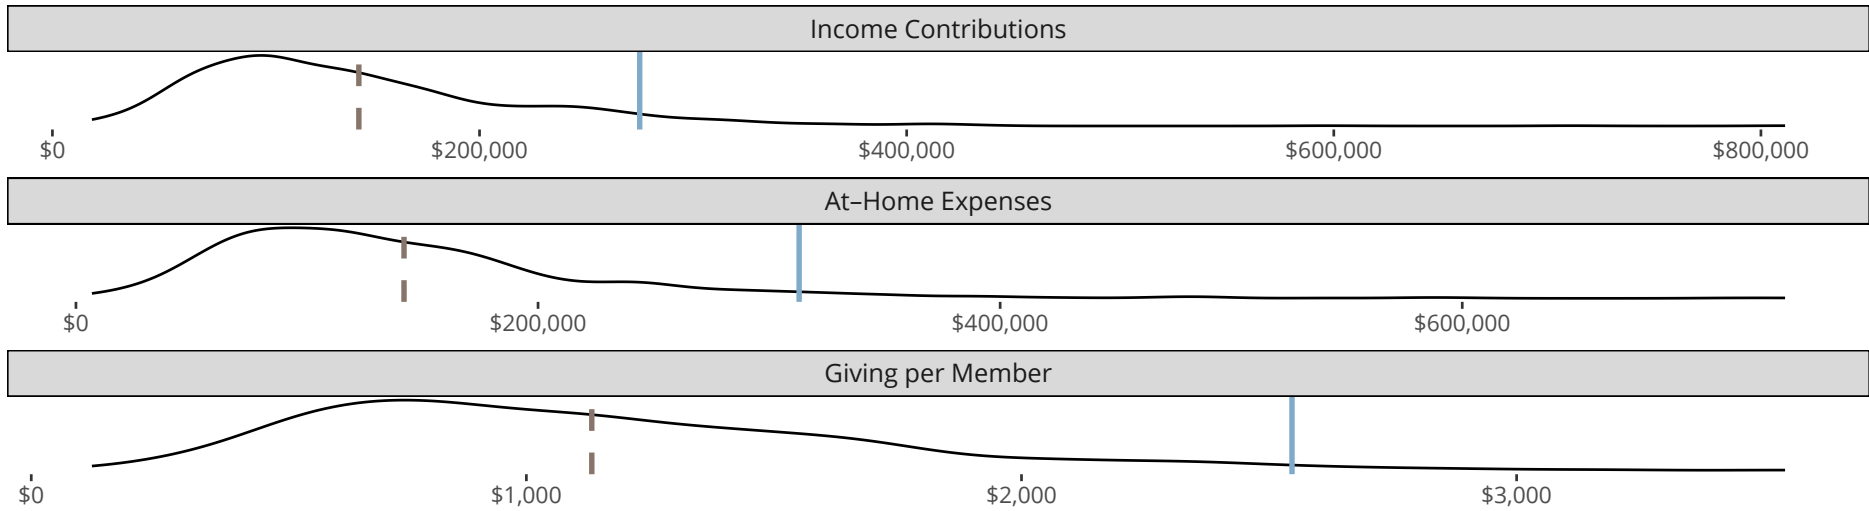 Income Contributions
$0 $200,000 $400,000 $600,000 $800,000
At–Home Expenses
$0 $200,000 $400,000 $600,000
Giving per Member
$0 $1,000 $2,000 $3,000